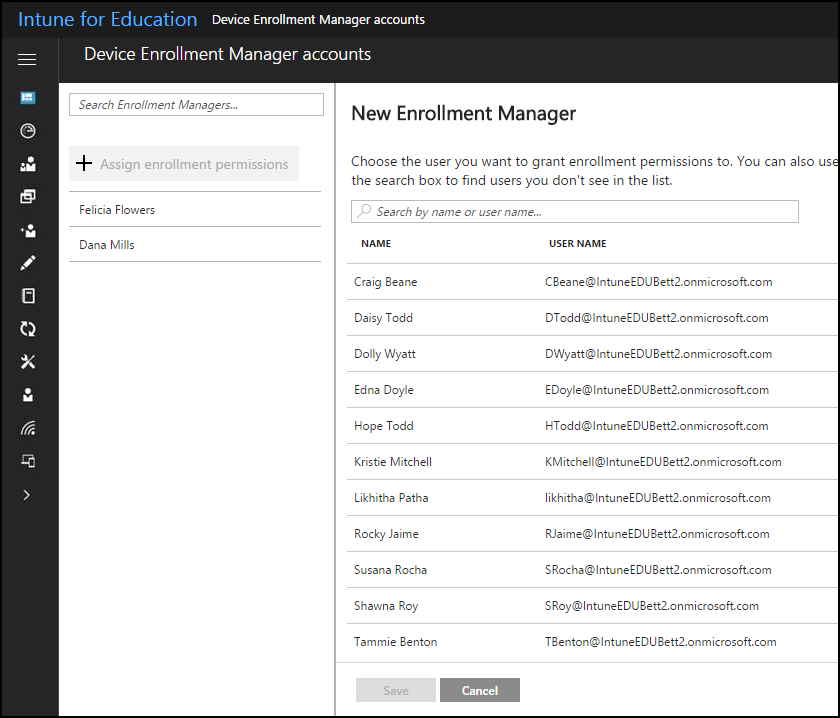 Intune for Education Device Enrollment Manager accounts
Device Enrollment Manager accounts
Search Enrollment Managers...
Assign enrollment permissions
Felicia Flowers
Dana Mills
New Enrollment Manager
Choose the user you want to grant enrollment permissions to. You can also use
the search box to find users you don't see in the list.
Search by name or user name...
NAME USER NAME
Craig Beane CBeane@IntuneEDUBett2.onmicrosoft.com
Daisy Todd DTodd@IntuneEDUBett2.onmicrosoft.com
Dolly Wyatt DWyatt@IntuneEDUBett2.onmicrosoft.com
Edna Doyle EDoyle@IntuneEDUBett2.onmicrosoft.com
Hope Todd HTodd@IntuneEDUBett2.onmicrosoft.com
Kristie Mitchell KMitchell@IntuneEDUBett2.onmicrosoft.com
Likhitha Patha likhitha@IntuneEDUBett2.onmicrosoft.com
Rocky Jaime RJaime@IntuneEDUBett2.onmicrosoft.com
Susana Rocha SRocha@IntuneEDUBett2.onmicrosoft.com
Shawna Roy SRoy@IntuneEDUBett2.onmicrosoft.com
Tammie Benton TBenton@IntuneEDUBett2.onmicrosoft.com
Save Cancel